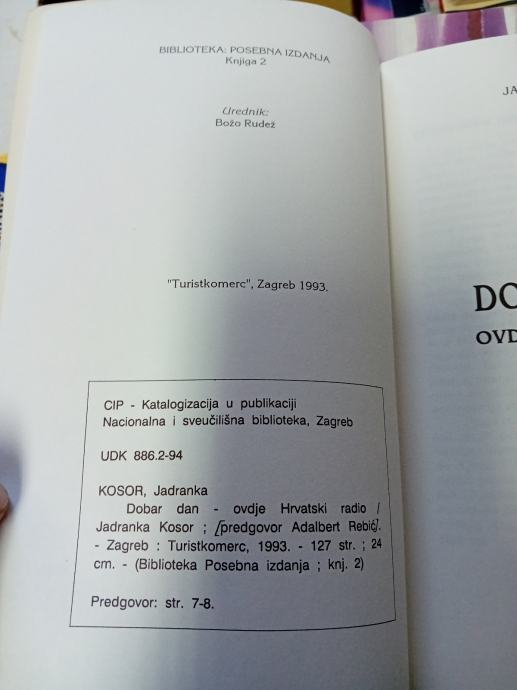 BIBLIOTEKA: POSEBNA IZDANJA
Knjiga 2
Urednik:
Božo Rudež
"Turistkomerc", Zagreb 1993.
CIP - Katalogizacija u publikaciji
Nacionalna i sveučilišna biblioteka, Zagreb
UDK 886.2-94
KOSOR, Jadranka
Dobar dan - ovdje Hrvatski radio /
Jadranka Kosor ; [predgovor Adalbert Rebić].
- Zagreb : Turistkomerc, 1993. - 127 str. ; 24
cm. - (Biblioteka Posebna izdanja ; knj. 2)
Predgovor: str. 7-8.
JA
DO
OVD